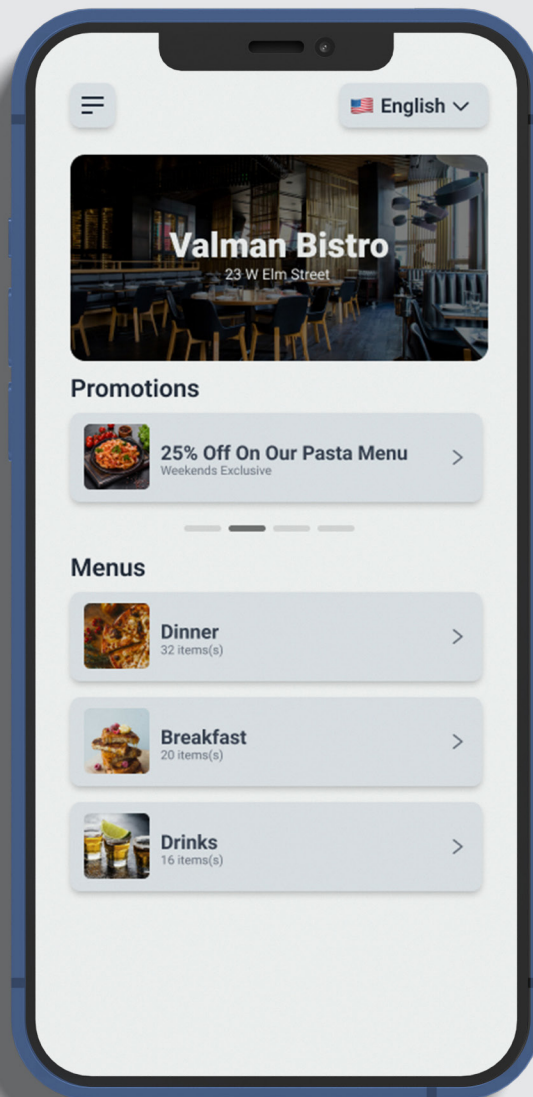 English
Valman Bistro
23 W Elm Street
Promotions
25% Off On Our Pasta Menu
Weekends Exclusive
Menus
Dinner
32 items(s)
Breakfast
20 items(s)
Drinks
16 items(s)